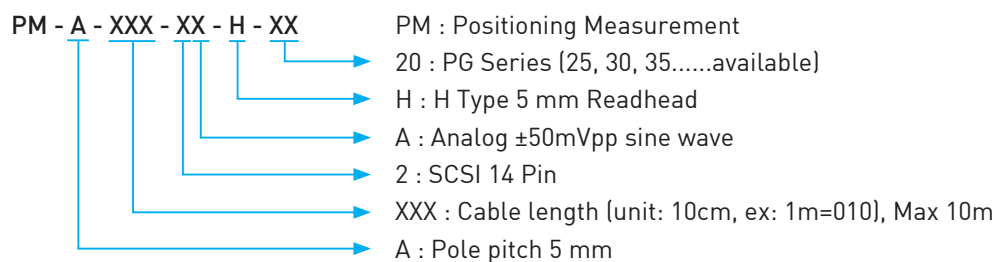 PM - A - XXX - XX - H - XX PM : Positioning Measurement
20 : PG Series (25, 30, 35......available)
H : H Type 5 mm Readhead
A : Analog ±50mVpp sine wave
2 : SCSI 14 Pin
XXX : Cable length (unit: 10cm, ex: 1m=010), Max 10m
A : Pole pitch 5 mm